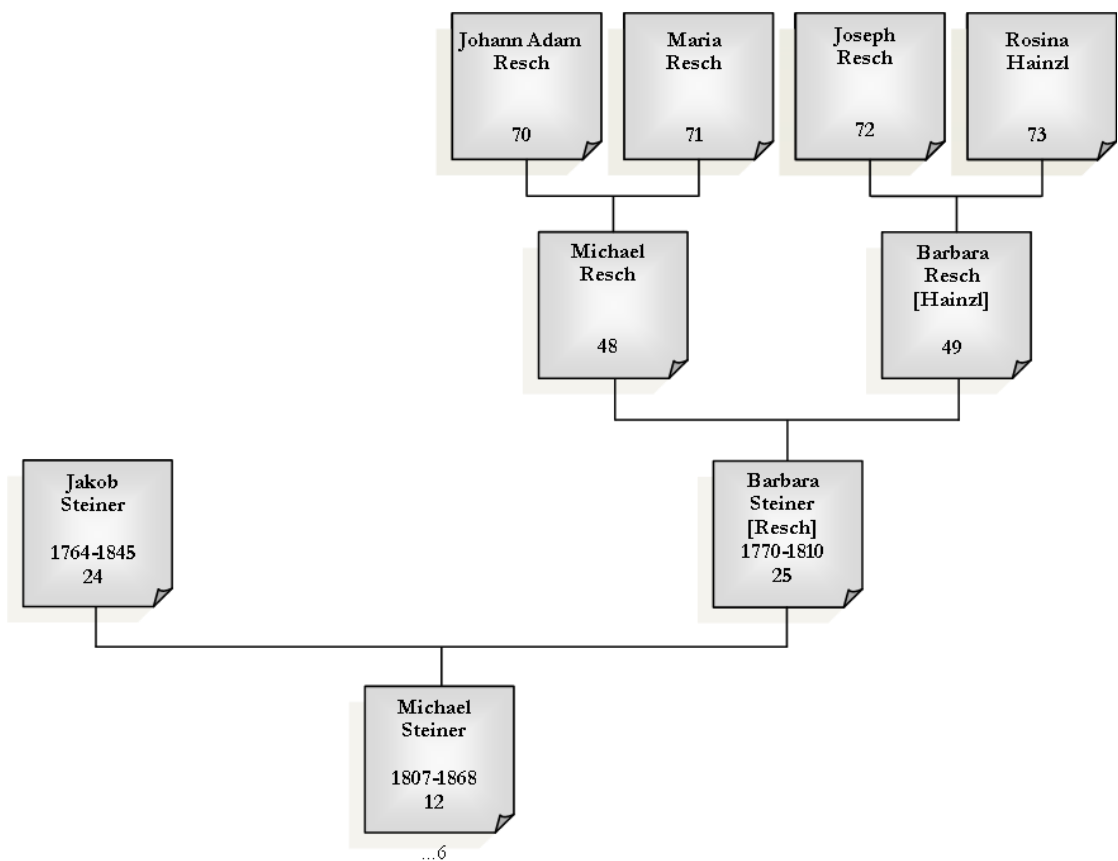 Johann Adam
Resch
70
Maria
Resch
71
Joseph
Resch
72
Rosina
Hainzl
73
Michael
Resch
48
Barbara
Resch
[Hainzl]
49
Jakob
Steiner
1764-1845
24
Barbara
Steiner
[Resch]
1770-1810
25
Michael
Steiner
1807-1868
12
...6